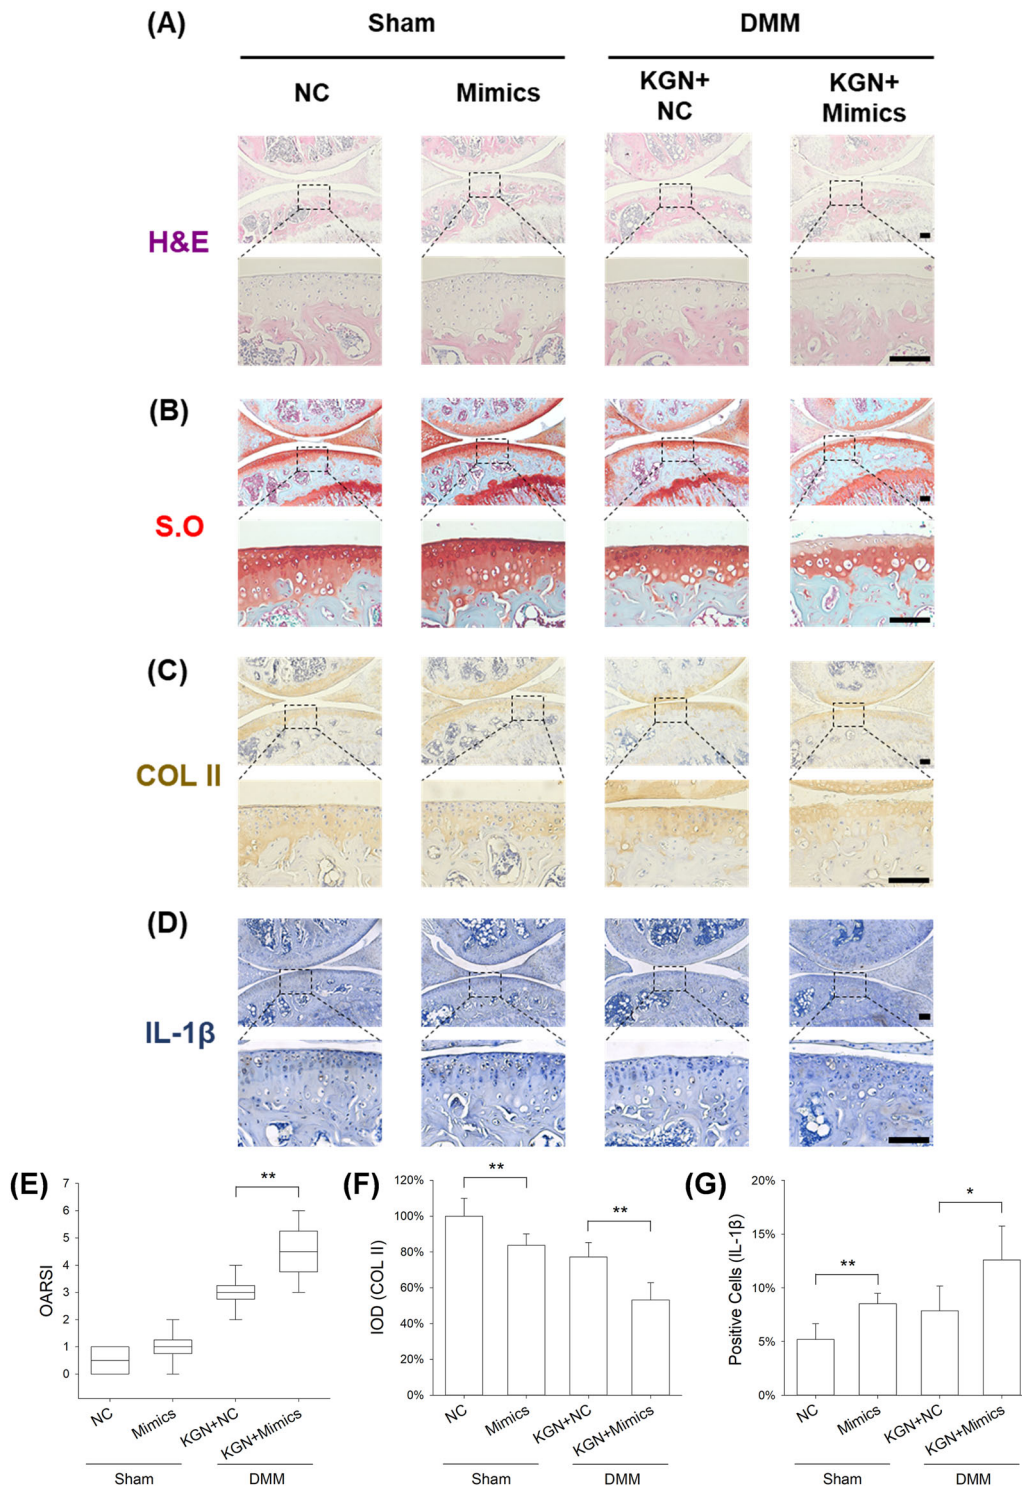 (A)
Sham
DMM
NC
Mimics
KGN+
NC
KGN+
Mimics
H&E
(B)
S.O
(C)
COL II
(D)
IL-1β
(E)
**
OARSI
7
6
5
4
3
2
1
0
NC
Mimics
KGN+NC
KGN+Mimics
Sham
DMM
(F)
**
**
IOD (COL II)
120%
100%
80%
60%
40%
20%
0%
NC
Mimics
KGN+NC
KGN+Mimics
Sham
DMM
(G)
**
*
Positive Cells (IL-1β)
20%
15%
10%
5%
0%
NC
Mimics
KGN+NC
KGN+Mimics
Sham
DMM